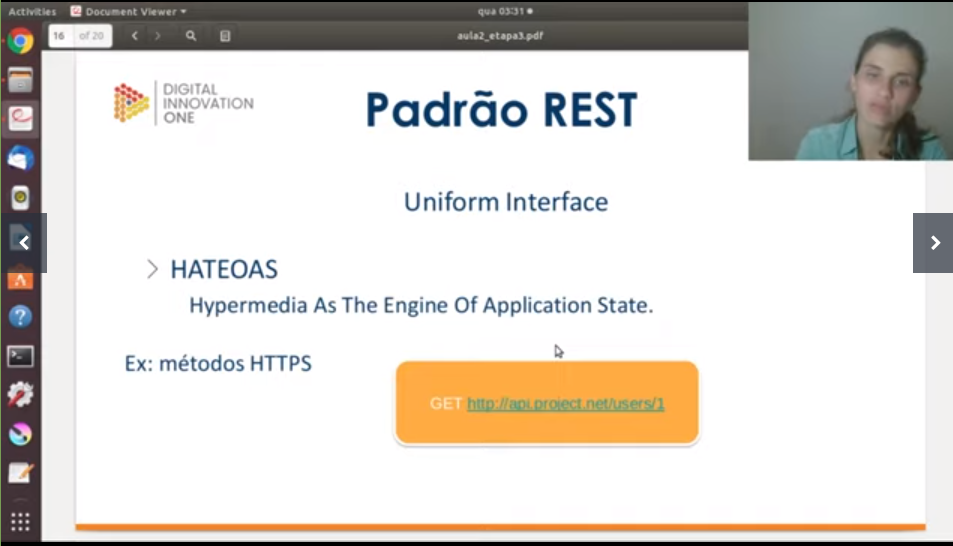 Activities
Document Viewer
qua 03:31
16
of 20
aula2_etapa3.pdf
DIGITAL
INNOVATION
ONE
Padrão REST
Uniform Interface
HATEOAS
Hypermedia As The Engine Of Application State.
Ex: métodos HTTPS
GET http://api.project.net/users/1